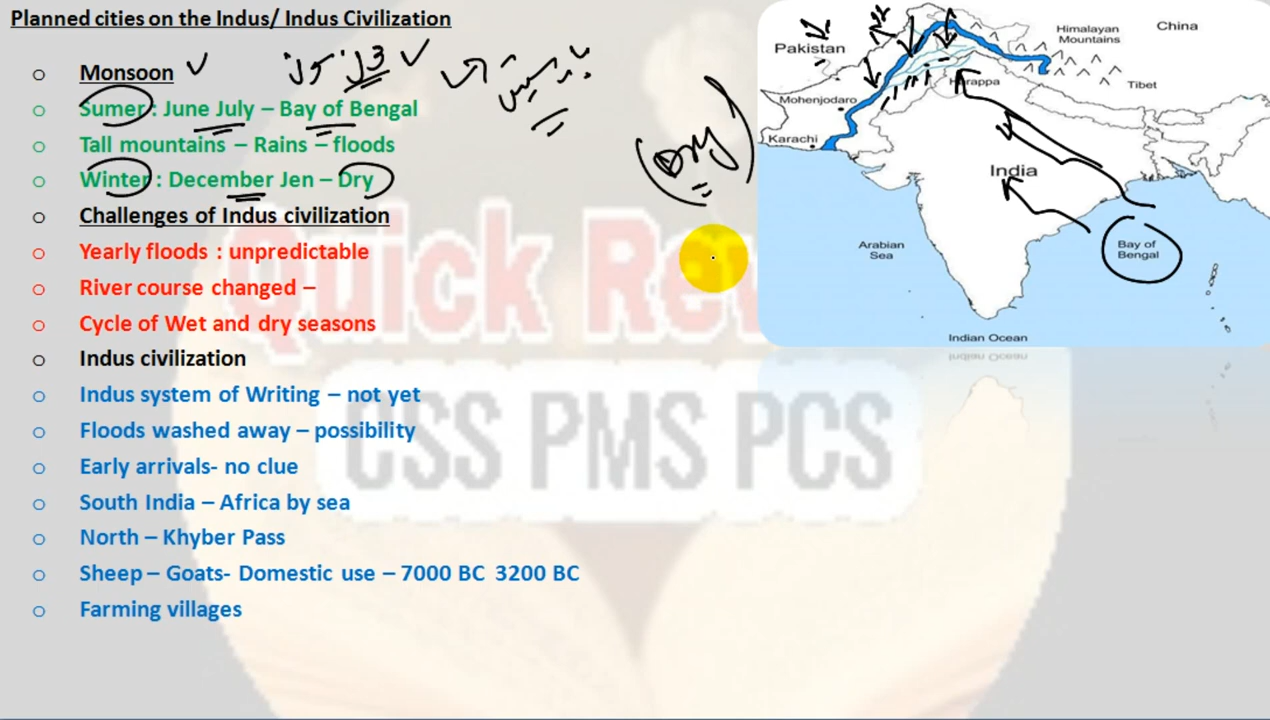 Planned cities on the Indus/ Indus Civilization
Monsoon
Sumer : June July – Bay of Bengal
Tall mountains – Rains – floods
Winter : December Jen – Dry
Challenges of Indus civilization
Yearly floods : unpredictable
River course changed –
Cycle of Wet and dry seasons
Indus civilization
Indus system of Writing – not yet
Floods washed away – possibility
Early arrivals- no clue
South India – Africa by sea
North – Khyber Pass
Sheep – Goats- Domestic use – 7000 BC 3200 BC
Farming villages
(Dry)
Quick Rev
CSS PMS PCS
Pakistan
Himalayan
Mountains
China
Tibet
Harappa
Mohenjodaro
Karachi
India
Arabian
Sea
Bay of
Bengal
Indian Ocean